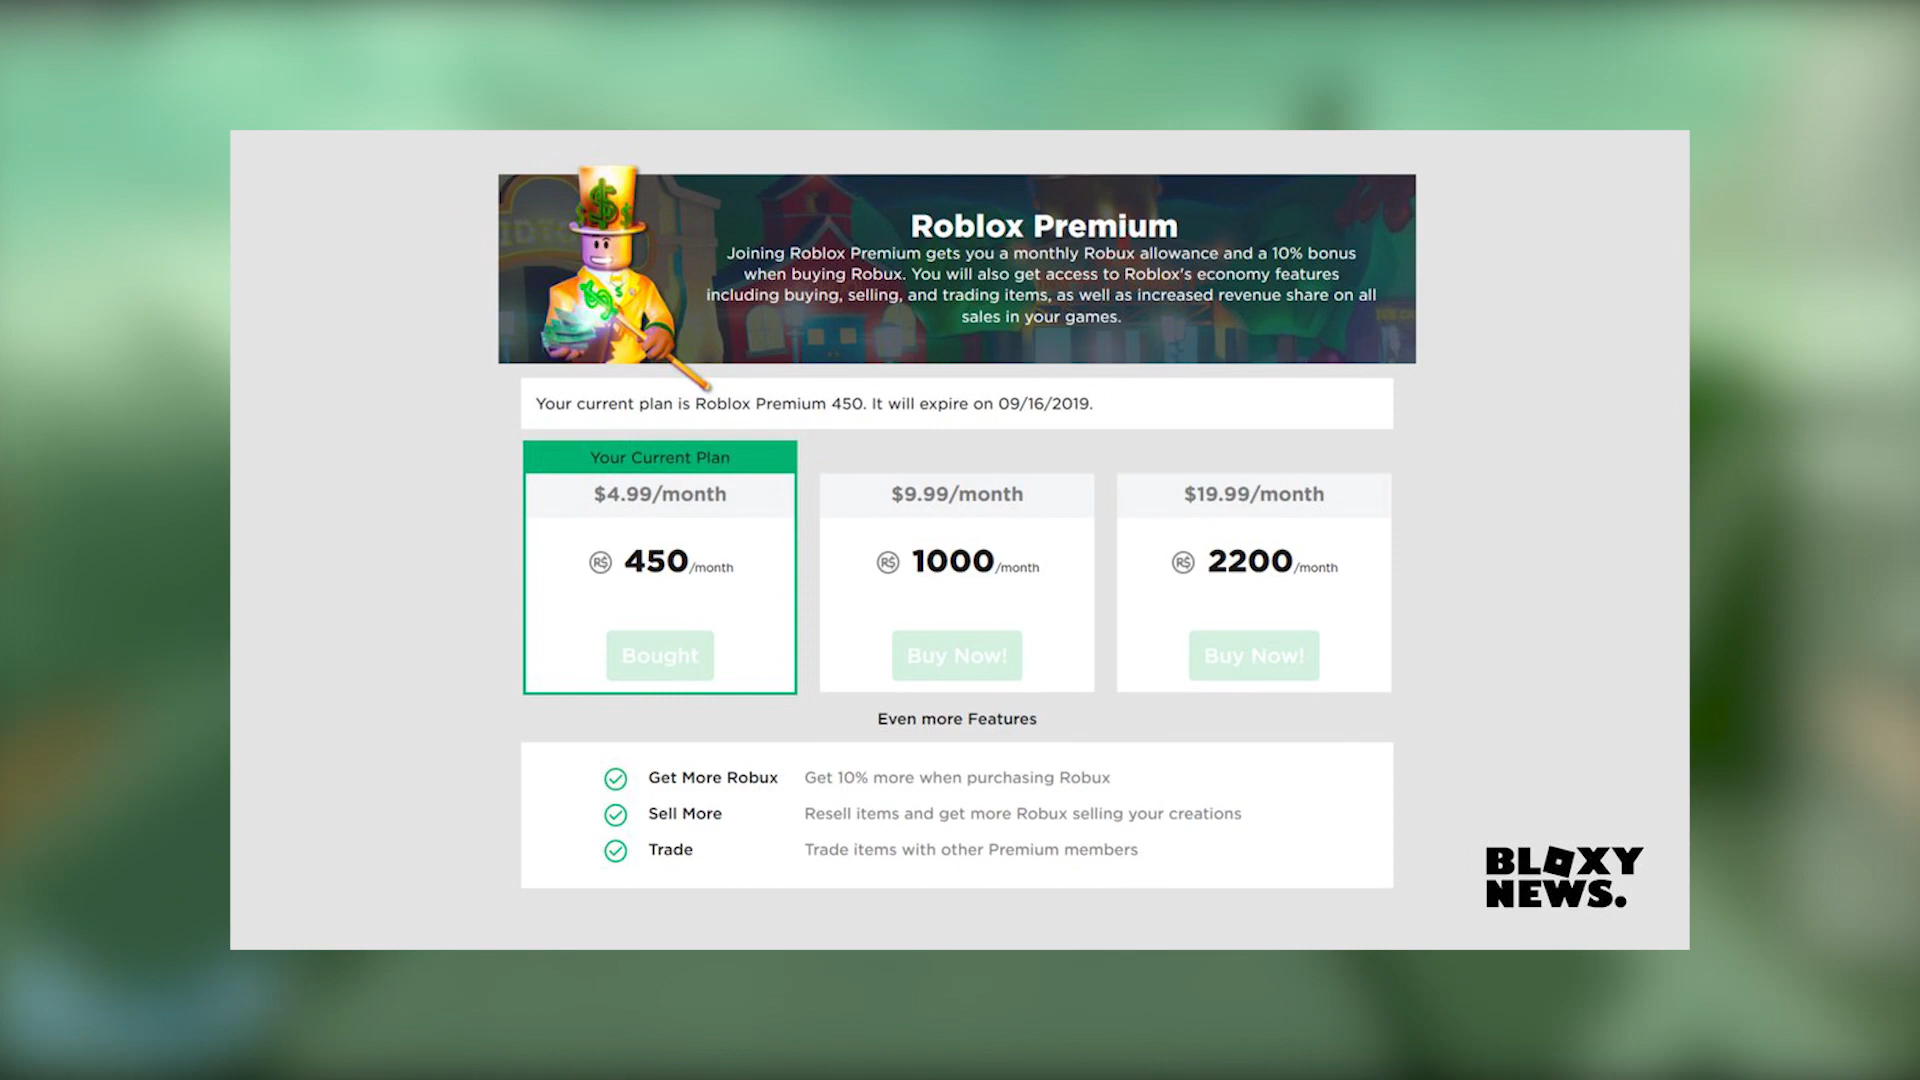 Roblox Premium
Joining Roblox Premium gets you a monthly Robux allowance and a 10% bonus
when buying Robux. You will also get access to Roblox's economy features
including buying, selling, and trading items, as well as increased revenue share on all
sales in your games.
Your current plan is Roblox Premium 450. It will expire on 09/16/2019.
Your Current Plan
$4.99/month
R$ 450/month
Bought
$9.99/month
R$ 1000/month
Buy Now!
$19.99/month
R$ 2200/month
Buy Now!
Even more Features
Get More Robux Get 10% more when purchasing Robux
Sell More Resell items and get more Robux selling your creations
Trade Trade items with other Premium members
BLOXY
NEWS.